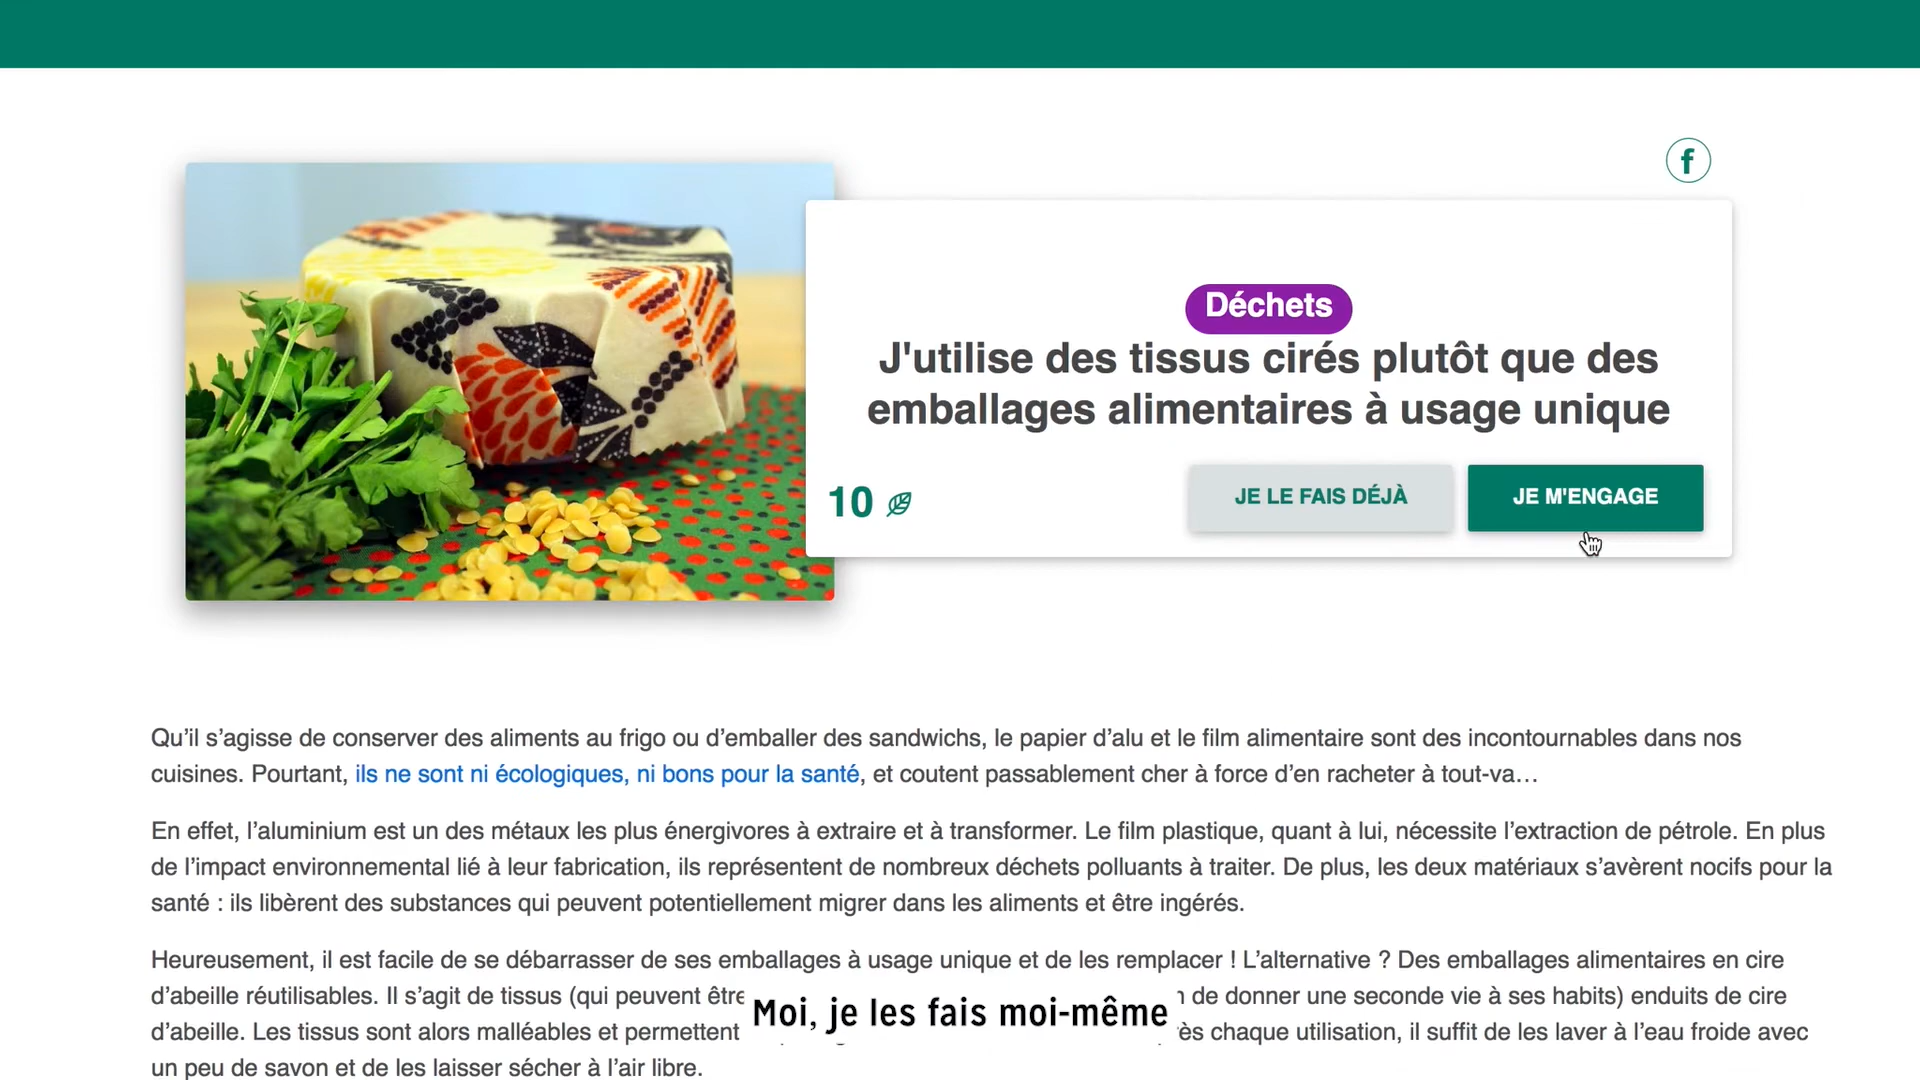 f
Déchets
J'utilise des tissus cirés plutôt que des
emballages alimentaires à usage unique
10
JE LE FAIS DÉJÀ
JE M'ENGAGE
Qu’il s’agisse de conserver des aliments au frigo ou d’emballer des sandwichs, le papier d’alu et le film alimentaire sont des incontournables dans nos
cuisines. Pourtant, ils ne sont ni écologiques, ni bons pour la santé, et coutent passablement cher à force d’en racheter à tout-va…
En effet, l’aluminium est un des métaux les plus énergivores à extraire et à transformer. Le film plastique, quant à lui, nécessite l’extraction de pétrole. En plus
de l’impact environnemental lié à leur fabrication, ils représentent de nombreux déchets polluants à traiter. De plus, les deux matériaux s’avèrent nocifs pour la
santé : ils libèrent des substances qui peuvent potentiellement migrer dans les aliments et être ingérés.
Heureusement, il est facile de se débarrasser de ses emballages à usage unique et de les remplacer ! L’alternative ? Des emballages alimentaires en cire
d’abeille réutilisables. Il s’agit de tissus (qui peuvent être de donner une seconde vie à ses habits) enduits de cire
Moi, je les fais moi-même
d’abeille. Les tissus sont alors malléables et permettent chaque utilisation, il suffit de les laver à l’eau froide avec
un peu de savon et de les laisser sécher à l’air libre.